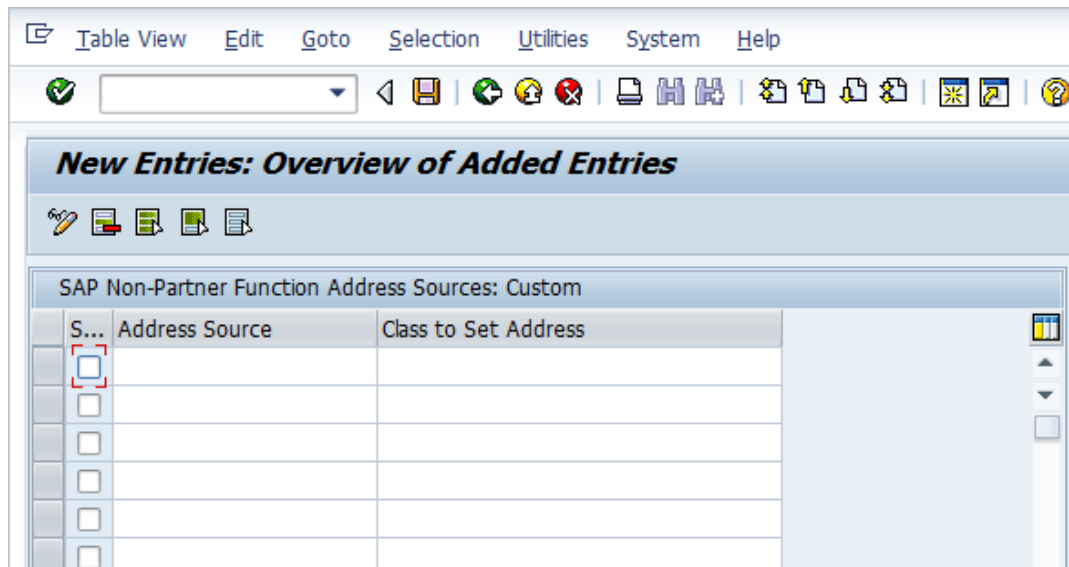 Table View Edit Goto Selection Utilities System Help
New Entries: Overview of Added Entries
SAP Non-Partner Function Address Sources: Custom
S... Address Source Class to Set Address